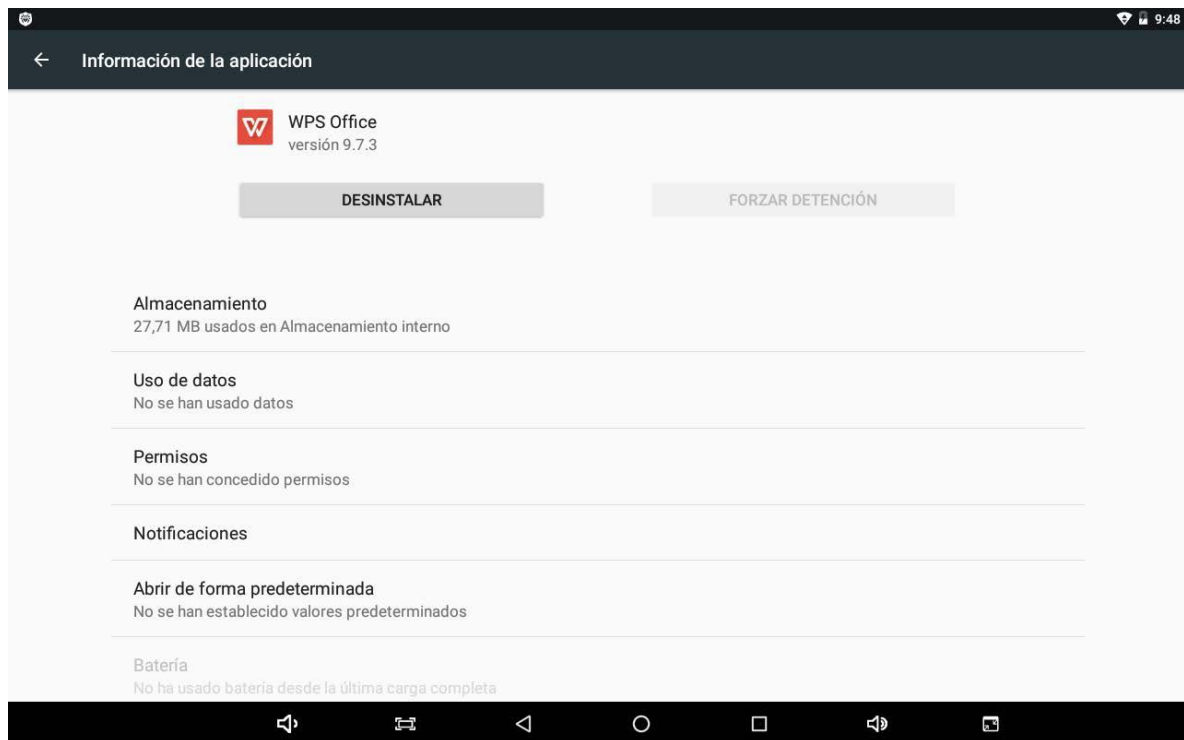 9:48
Información de la aplicación
WPS Office
versión 9.7.3
DESINSTALAR
FORZAR DETENCIÓN
Almacenamiento
27,71 MB usados en Almacenamiento interno
Uso de datos
No se han usado datos
Permisos
No se han concedido permisos
Notificaciones
Abrir de forma predeterminada
No se han establecido valores predeterminados
Batería
No ha usado batería desde la última carga completa